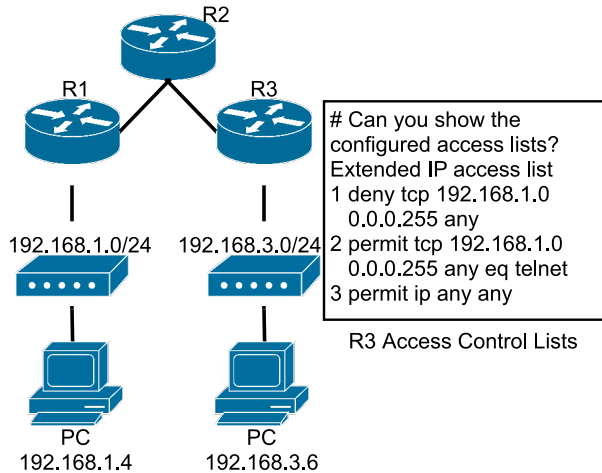 R2
R1
R3
# Can you show the
configured access lists?
Extended IP access list
1 deny tcp 192.168.1.0
0.0.0.255 any
2 permit tcp 192.168.1.0
0.0.0.255 any eq telnet
3 permit ip any any
R3 Access Control Lists
192.168.1.0/24
192.168.3.0/24
PC
192.168.1.4
PC
192.168.3.6